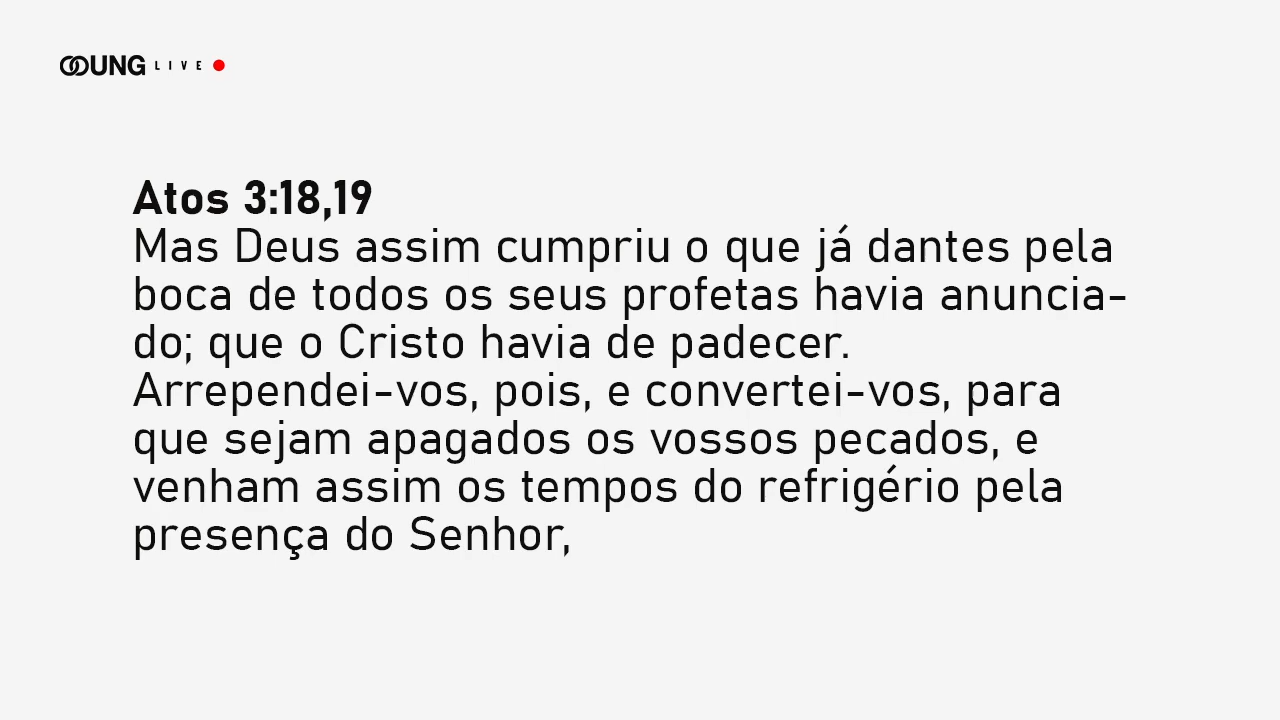 OOUNG LIVE
Atos 3:18,19
Mas Deus assim cumpriu o que já dantes pela
boca de todos os seus profetas havia anuncia-
do; que o Cristo havia de padecer.
Arrependei-vos, pois, e convertei-vos, para
que sejam apagados os vossos pecados, e
venham assim os tempos do refrigério pela
presença do Senhor,